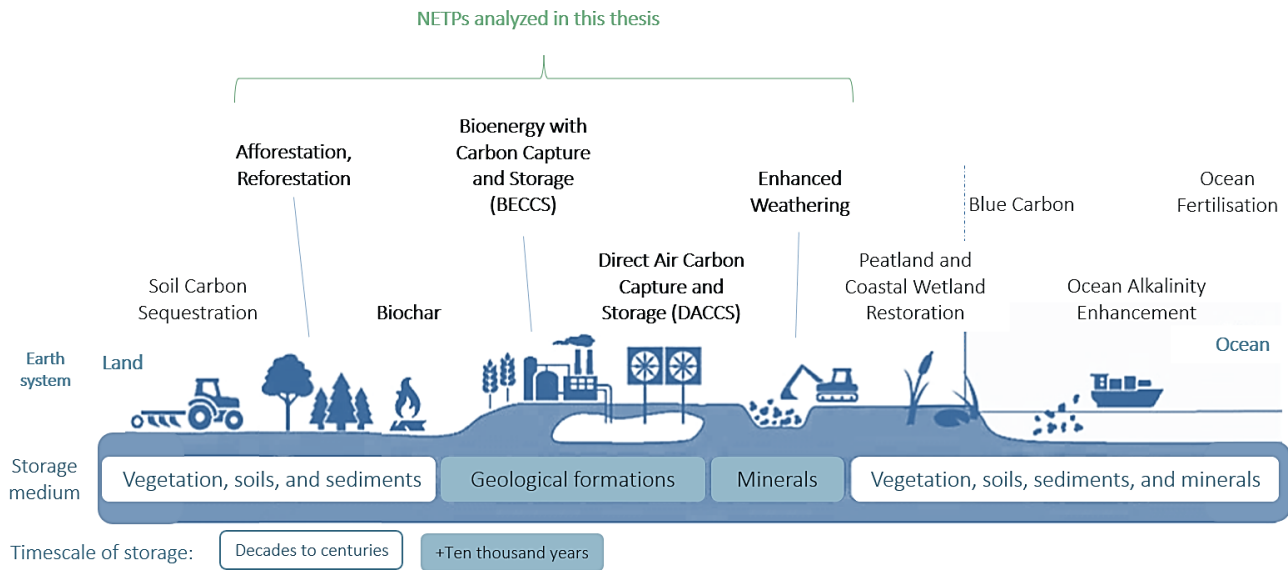 NETPs analyzed in this thesis
Afforestation,
Reforestation
Bioenergy with
Carbon Capture
and Storage
(BECCS)
Enhanced
Weathering
Blue Carbon
Ocean
Fertilisation
Soil Carbon
Sequestration
Biochar
Direct Air Carbon
Capture and
Storage (DACCS)
Peatland and
Coastal Wetland
Restoration
Ocean Alkalinity
Enhancement
Earth
system
Land
Ocean
Storage
medium
Vegetation, soils, and sediments
Geological formations
Minerals
Vegetation, soils, sediments, and minerals
Timescale of storage:
Decades to centuries
+Ten thousand years